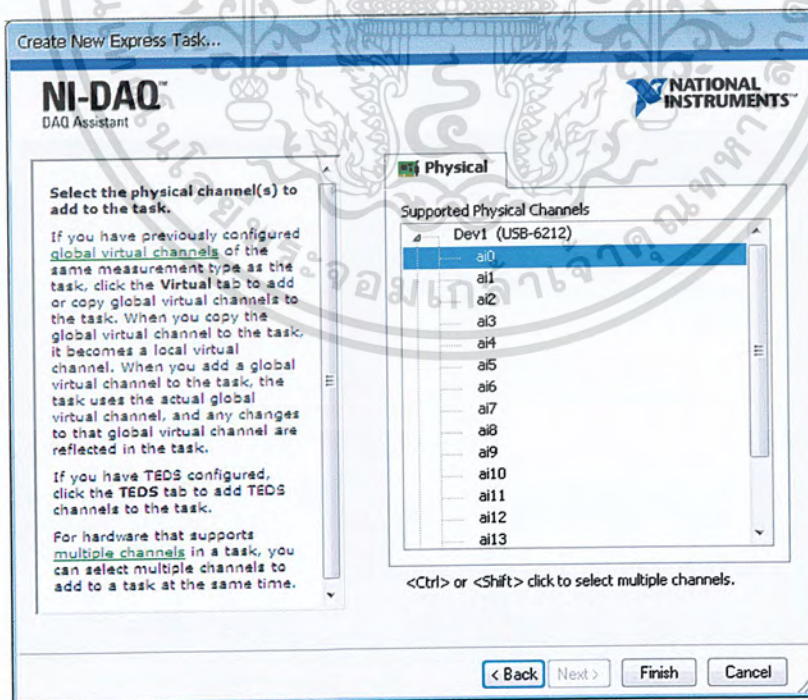 Create New Express Task...
NI-DAQ™
DAQ Assistant
NATIONAL
INSTRUMENTS™
Select the physical channel(s) to
add to the task.
If you have previously configured
global virtual channels of the
same measurement type as the
task, click the Virtual tab to add
or copy global virtual channels to
the task. When you copy the
global virtual channel to the task,
it becomes a local virtual
channel. When you add a global
virtual channel to the task, the
task uses the actual global
virtual channel, and any changes
to that global virtual channel are
reflected in the task.
If you have TEDS configured,
click the TEDS tab to add TEDS
channels to the task.
For hardware that supports
multiple channels in a task, you
can select multiple channels to
add to a task at the same time.
Physical
Supported Physical Channels
Dev1 (USB-6212)
ai0
ai1
ai2
ai3
ai4
ai5
ai6
ai7
ai8
ai9
ai10
ai11
ai12
ai13
<Ctrl> or <Shift> click to select multiple channels.
< Back
Next >
Finish
Cancel